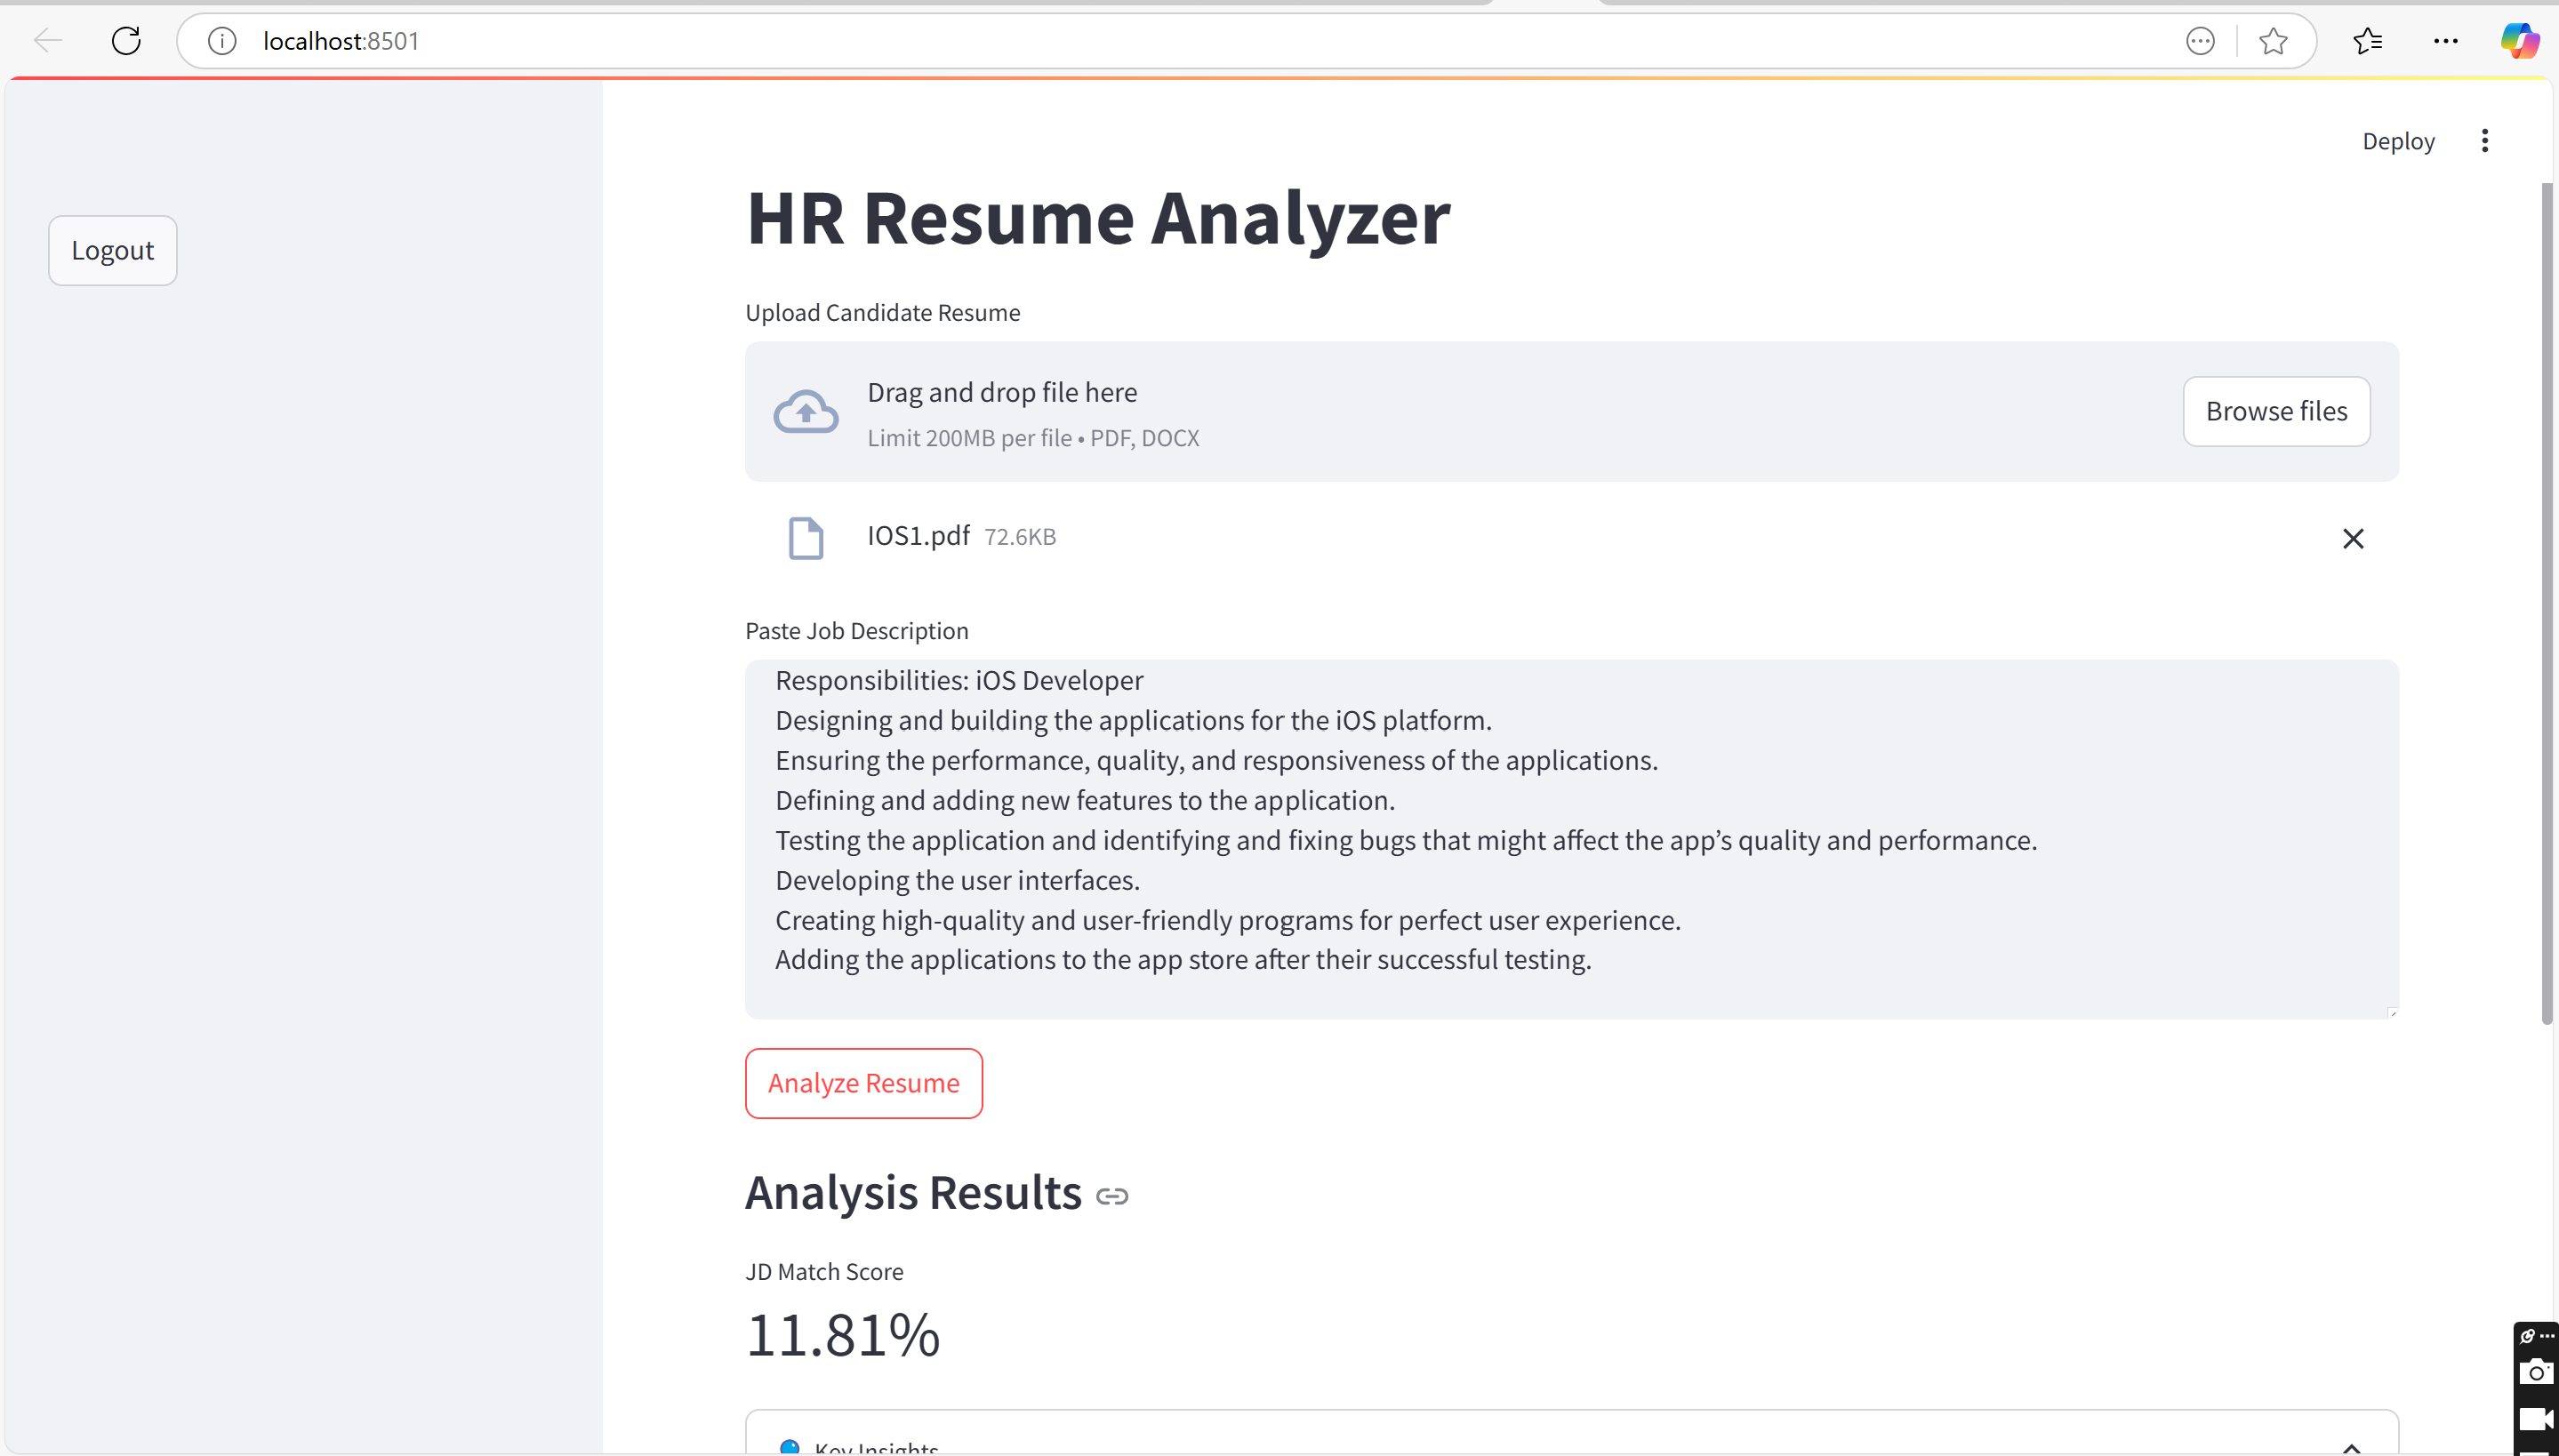 localhost:8501
Deploy
Logout
HR Resume Analyzer
Upload Candidate Resume
Drag and drop file here
Limit 200MB per file • PDF, DOCX
Browse files
IOS1.pdf 72.6KB
Paste Job Description
Responsibilities: iOS Developer
Designing and building the applications for the iOS platform.
Ensuring the performance, quality, and responsiveness of the applications.
Defining and adding new features to the application.
Testing the application and identifying and fixing bugs that might affect the app’s quality and performance.
Developing the user interfaces.
Creating high-quality and user-friendly programs for perfect user experience.
Adding the applications to the app store after their successful testing.
Analyze Resume
Analysis Results
JD Match Score
11.81%
Key Insights